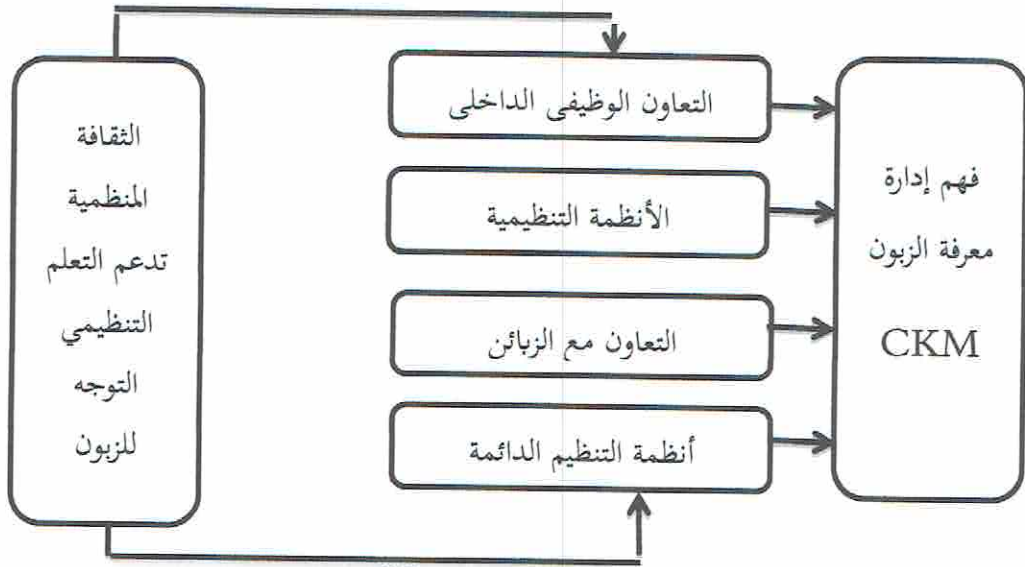 الثقافة
المنظمية
تدعم التعلم
التنظيمي
التوجه
للزبون
التعاون الوظيفى الداخلى
الأنظمة التنظيمية
التعاون مع الزبائن
أنظمة التنظيم الدائمة
فهم إدارة
معرفة الزبون
CKM